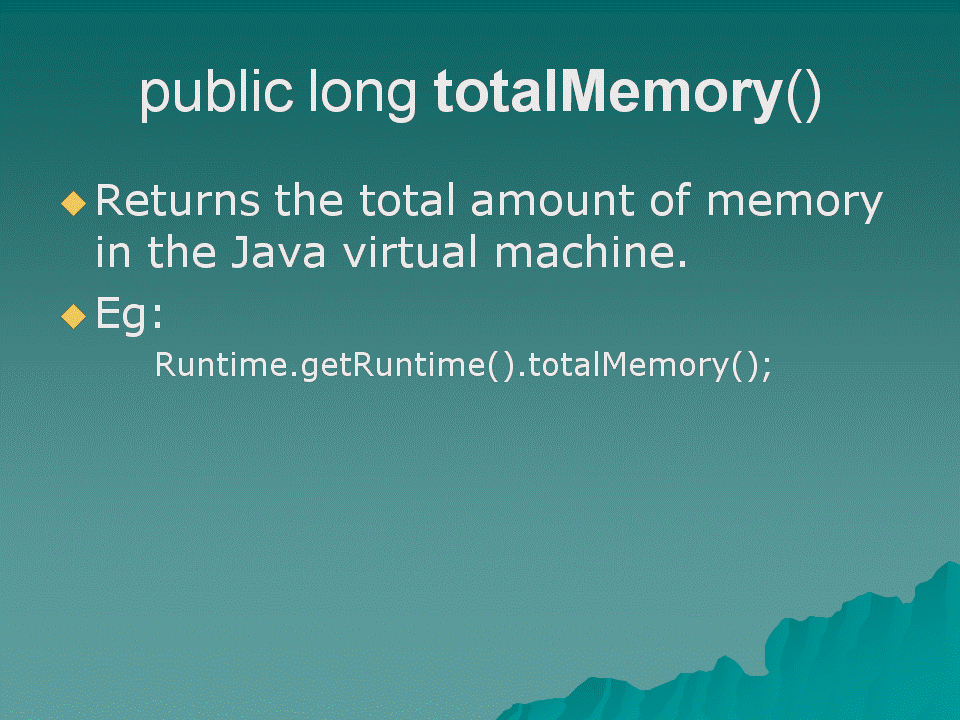 public long totalMemory()
Returns the total amount of memory
in the Java virtual machine.
Eg:
Runtime.getRuntime().totalMemory();